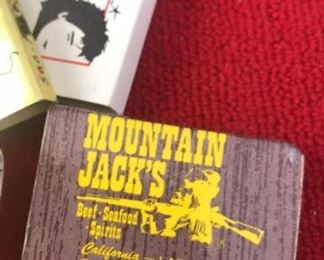 MOUNTAIN
JACK'S
Beef · Seafood
· Spirits
California —